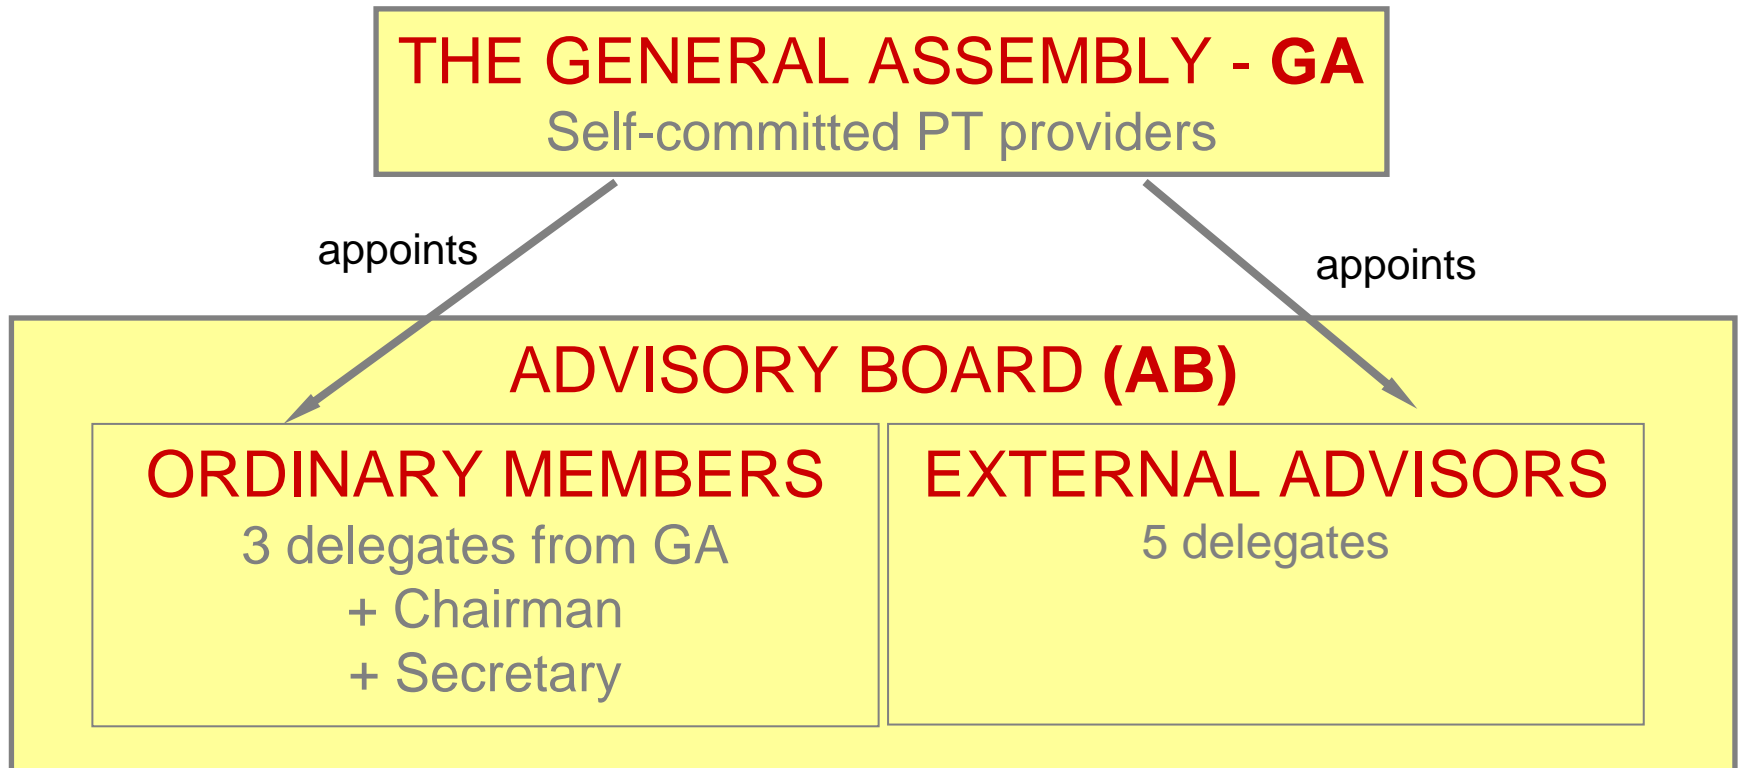 THE GENERAL ASSEMBLY - GA
Self-committed PT providers
appoints
appoints
ADVISORY BOARD (AB)
ORDINARY MEMBERS
3 delegates from GA
+ Chairman
+ Secretary
EXTERNAL ADVISORS
5 delegates